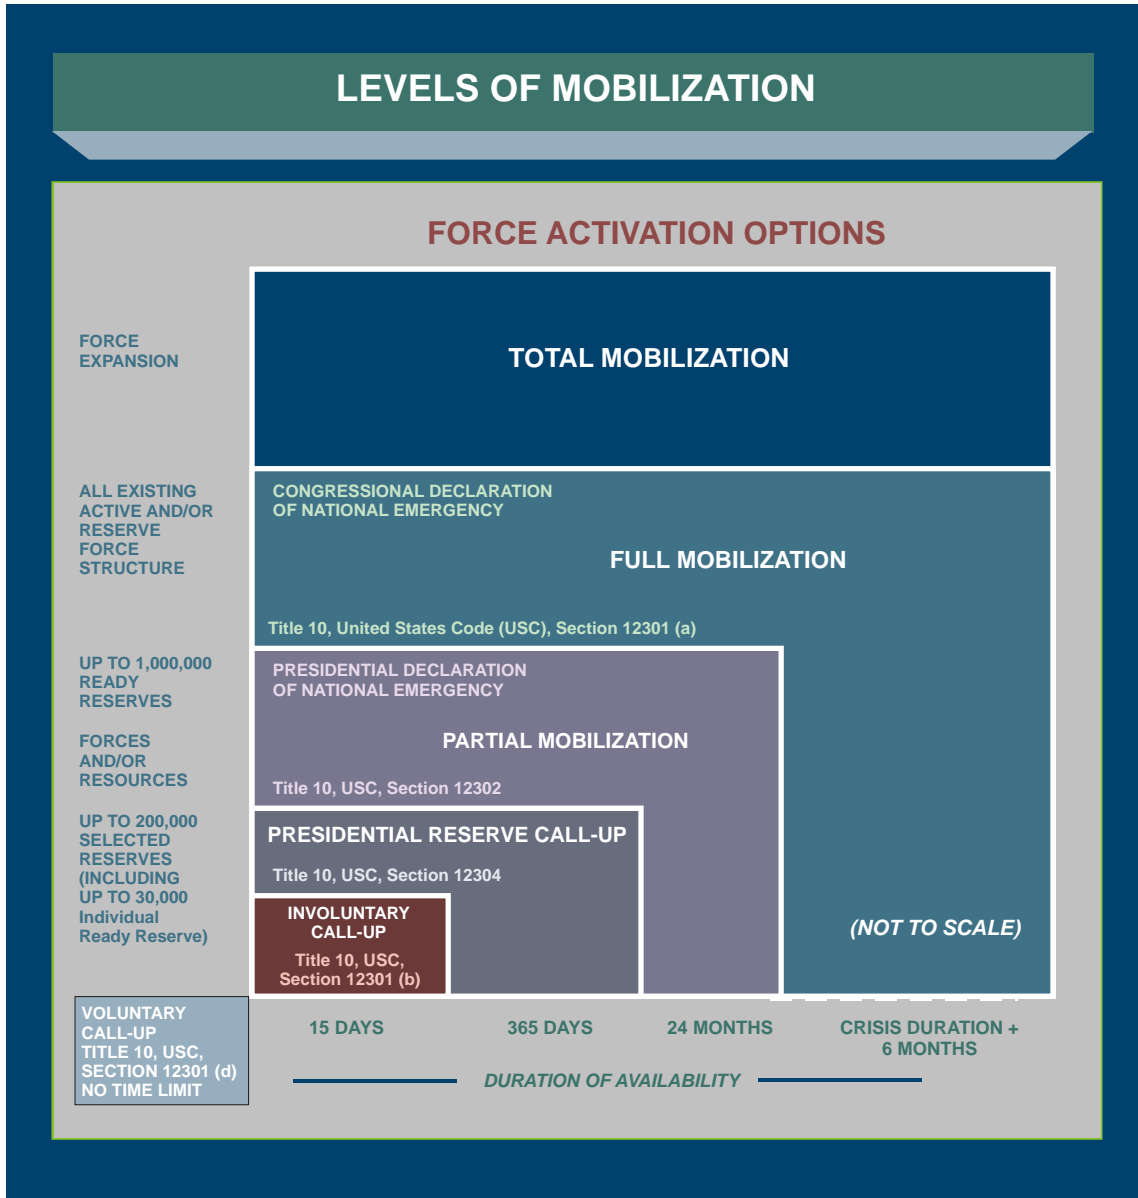 LEVELS OF MOBILIZATION
FORCE ACTIVATION OPTIONS
FORCE
EXPANSION
TOTAL MOBILIZATION
ALL EXISTING
ACTIVE AND/OR
RESERVE
FORCE
STRUCTURE
CONGRESSIONAL DECLARATION
OF NATIONAL EMERGENCY
FULL MOBILIZATION
Title 10, United States Code (USC), Section 12301 (a)
UP TO 1,000,000
READY
RESERVES
PRESIDENTIAL DECLARATION
OF NATIONAL EMERGENCY
FORCES
AND/OR
RESOURCES
PARTIAL MOBILIZATION
Title 10, USC, Section 12302
UP TO 200,000
SELECTED
RESERVES
(INCLUDING
UP TO 30,000
Individual
Ready Reserve)
PRESIDENTIAL RESERVE CALL-UP
Title 10, USC, Section 12304
INVOLUNTARY
CALL-UP
Title 10, USC,
Section 12301 (b)
(NOT TO SCALE)
VOLUNTARY
CALL-UP
TITLE 10, USC,
SECTION 12301 (d)
NO TIME LIMIT
15 DAYS
365 DAYS
24 MONTHS
CRISIS DURATION +
6 MONTHS
DURATION OF AVAILABILITY